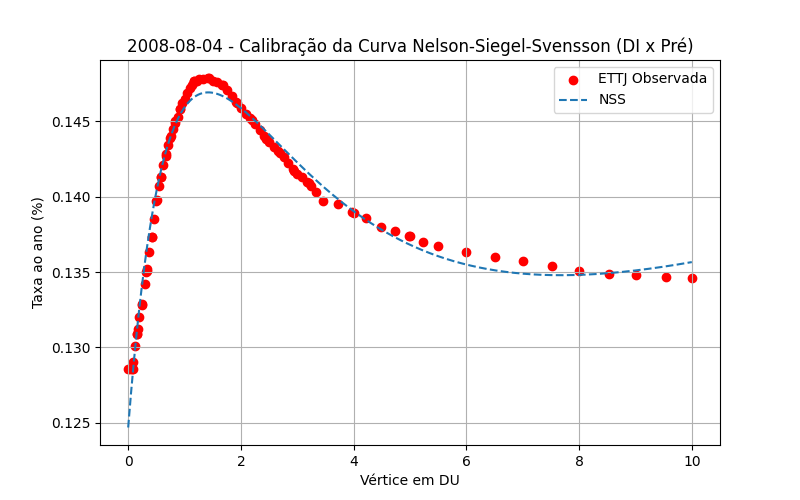 2008-08-04 - Calibração da Curva Nelson-Siegel-Svensson (DI x Pré)
ETTJ Observada
NSS
Taxa ao ano (%)
0.145
0.140
0.135
0.130
0.125
0 2 4 6 8 10
Vértice em DU